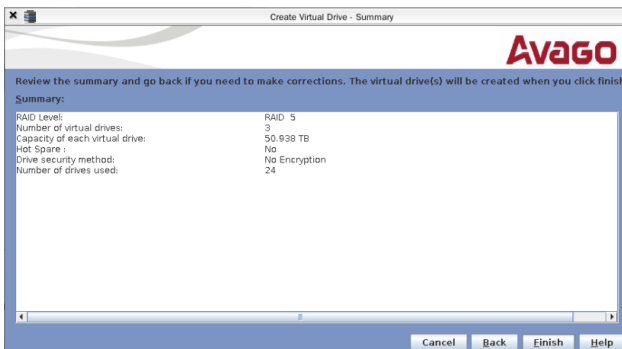 Create Virtual Drive - Summary
Avago
Review the summary and go back if you need to make corrections. The virtual drive(s) will be created when you click finish
Summary:
RAID Level: RAID 5
Number of virtual drives: 3
Capacity of each virtual drive: 50.938 TB
Hot Spare : No
Drive security method: No Encryption
Number of drives used: 24
Cancel Back Finish Help